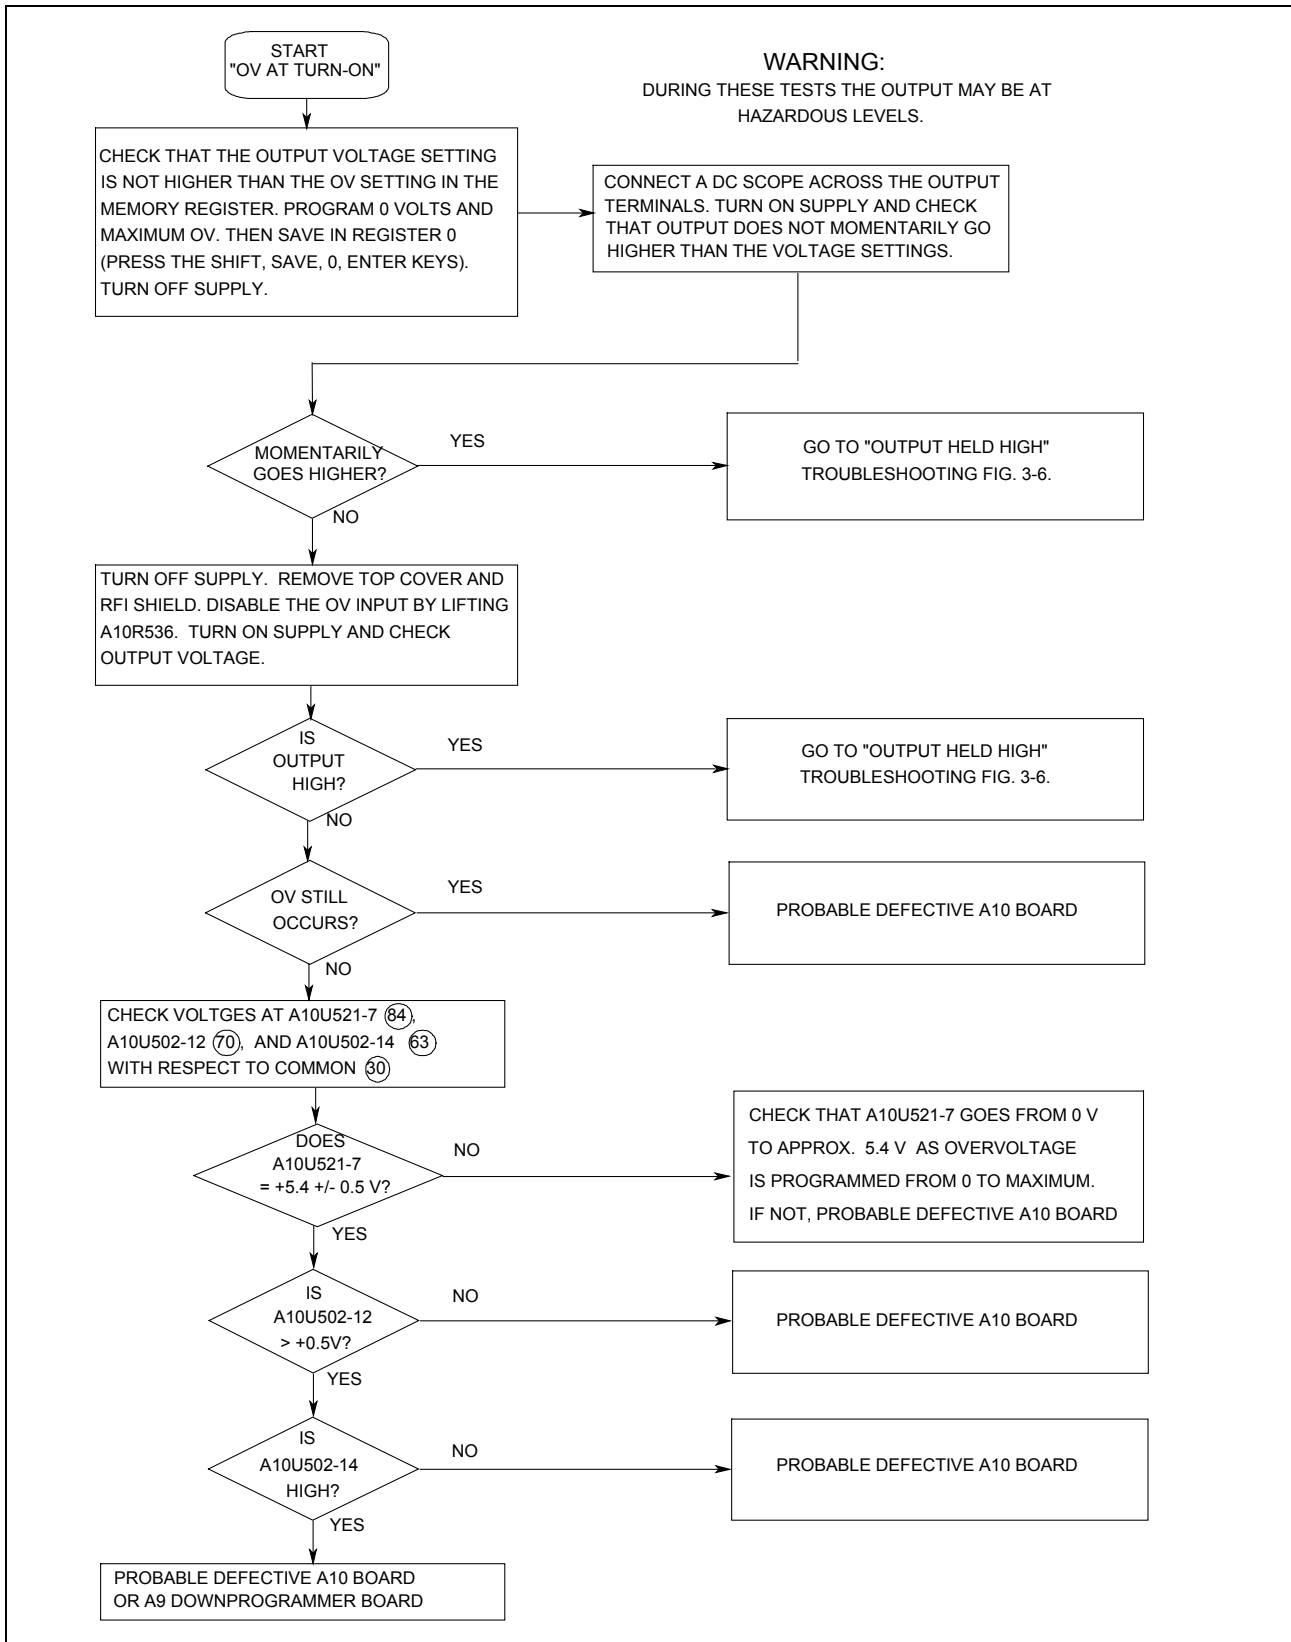 START
"OV AT TURN-ON"
WARNING:
DURING THESE TESTS THE OUTPUT MAY BE AT
HAZARDOUS LEVELS.
CHECK THAT THE OUTPUT VOLTAGE SETTING
IS NOT HIGHER THAN THE OV SETTING IN THE
MEMORY REGISTER. PROGRAM 0 VOLTS AND
MAXIMUM OV. THEN SAVE IN REGISTER 0
(PRESS THE SHIFT, SAVE, 0, ENTER KEYS).
TURN OFF SUPPLY.
CONNECT A DC SCOPE ACROSS THE OUTPUT
TERMINALS. TURN ON SUPPLY AND CHECK
THAT OUTPUT DOES NOT MOMENTARILY GO
HIGHER THAN THE VOLTAGE SETTINGS.
MOMENTARILY
GOES HIGHER?
YES
GO TO "OUTPUT HELD HIGH"
TROUBLESHOOTING FIG. 3-6.
NO
TURN OFF SUPPLY. REMOVE TOP COVER AND
RFI SHIELD. DISABLE THE OV INPUT BY LIFTING
A10R536. TURN ON SUPPLY AND CHECK
OUTPUT VOLTAGE.
IS
OUTPUT
HIGH?
YES
GO TO "OUTPUT HELD HIGH"
TROUBLESHOOTING FIG. 3-6.
NO
OV STILL
OCCURS?
YES
PROBABLE DEFECTIVE A10 BOARD
NO
CHECK VOLTGES AT A10U521-7 84,
A10U502-12 70, AND A10U502-14 63
WITH RESPECT TO COMMON 30
DOES
A10U521-7
= +5.4 +/- 0.5 V?
NO
CHECK THAT A10U521-7 GOES FROM 0 V
TO APPROX. 5.4 V AS OVERVOLTAGE
IS PROGRAMMED FROM 0 TO MAXIMUM.
IF NOT, PROBABLE DEFECTIVE A10 BOARD
YES
IS
A10U502-12
> +0.5V?
NO
PROBABLE DEFECTIVE A10 BOARD
YES
IS
A10U502-14
HIGH?
NO
PROBABLE DEFECTIVE A10 BOARD
YES
PROBABLE DEFECTIVE A10 BOARD
OR A9 DOWNPROGRAMMER BOARD